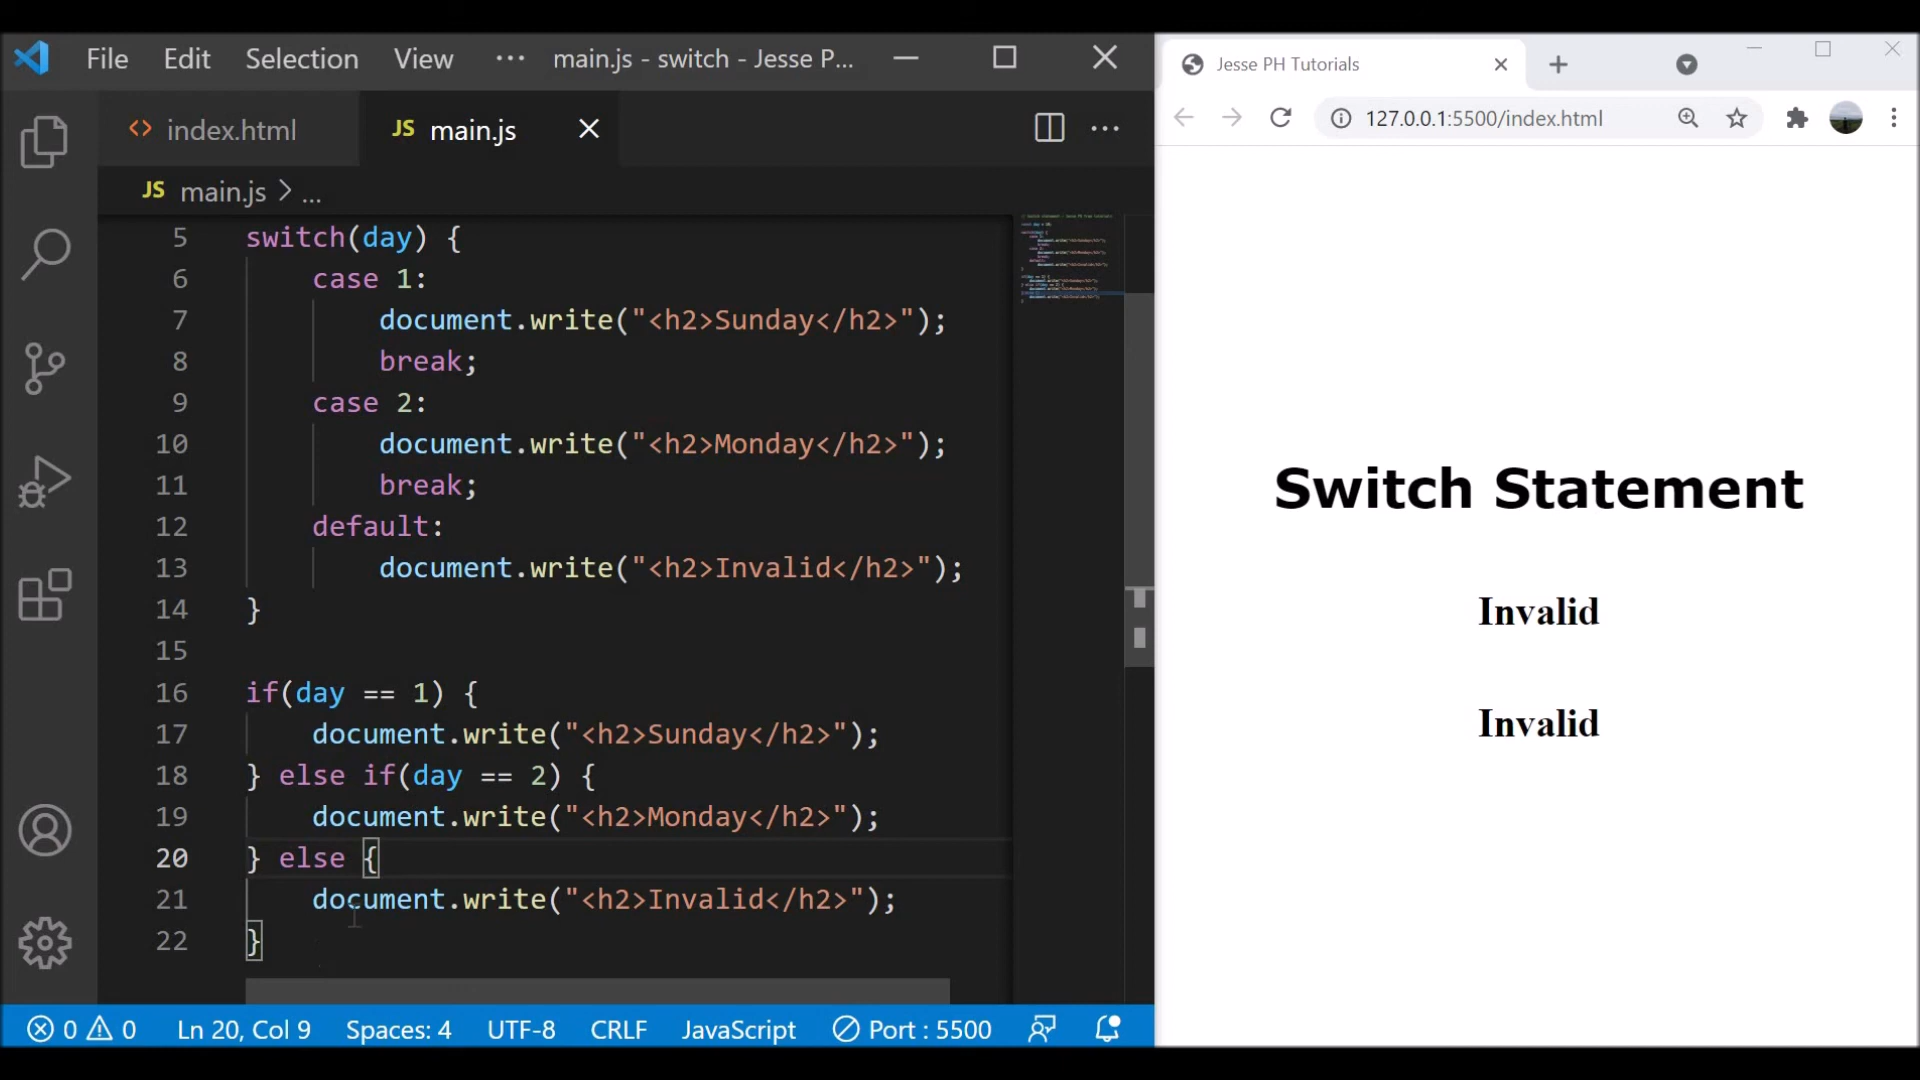 File Edit Selection View ··· main.js - switch - Jesse P...
<> index.html JS main.js
JS main.js > ...
5 switch(day) {
6 case 1:
7 document.write("<h2>Sunday</h2>");
8 break;
9 case 2:
10 document.write("<h2>Monday</h2>");
11 break;
12 default:
13 document.write("<h2>Invalid</h2>");
14 }
15
16 if(day == 1) {
17 document.write("<h2>Sunday</h2>");
18 } else if(day == 2) {
19 document.write("<h2>Monday</h2>");
20 } else {
21 document.write("<h2>Invalid</h2>");
22 }
0 0 Ln 20, Col 9 Spaces: 4 UTF-8 CRLF JavaScript Port : 5500
Jesse PH Tutorials
127.0.0.1:5500/index.html
Switch Statement
Invalid
Invalid